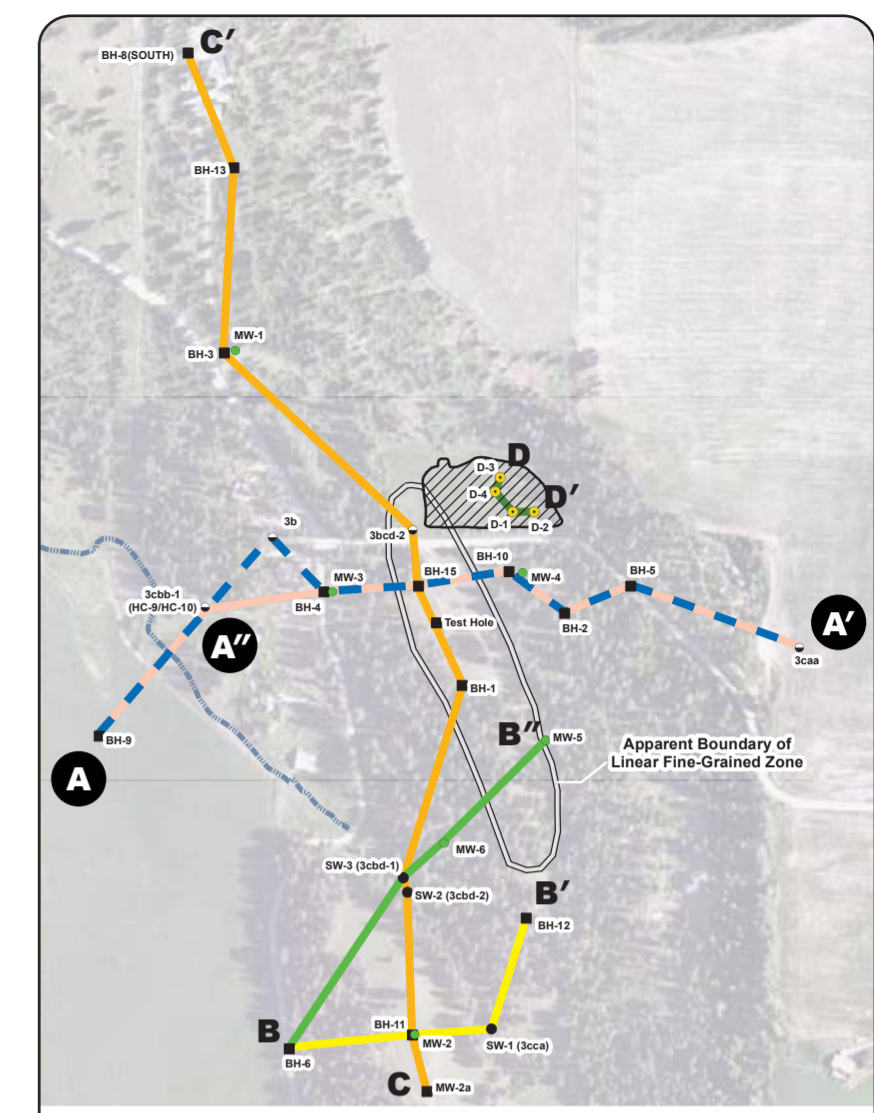 C′
BH-8(SOUTH)
BH-13
MW-1
BH-3
D
D-3
D-4
D′
D-1
D-2
3b
3bcd-2
BH-10
MW-3
BH-15
MW-4
BH-5
BH-4
3cbb-1
(HC-9/HC-10)
Test Hole
BH-2
A′
A″
3caa
BH-1
B″
MW-5
BH-9
Apparent Boundary of
Linear Fine-Grained Zone
A
MW-6
SW-3 (3cbd-1)
SW-2 (3cbd-2)
B′
BH-12
BH-11
B
MW-2
SW-1 (3cca)
BH-6
C
MW-2a